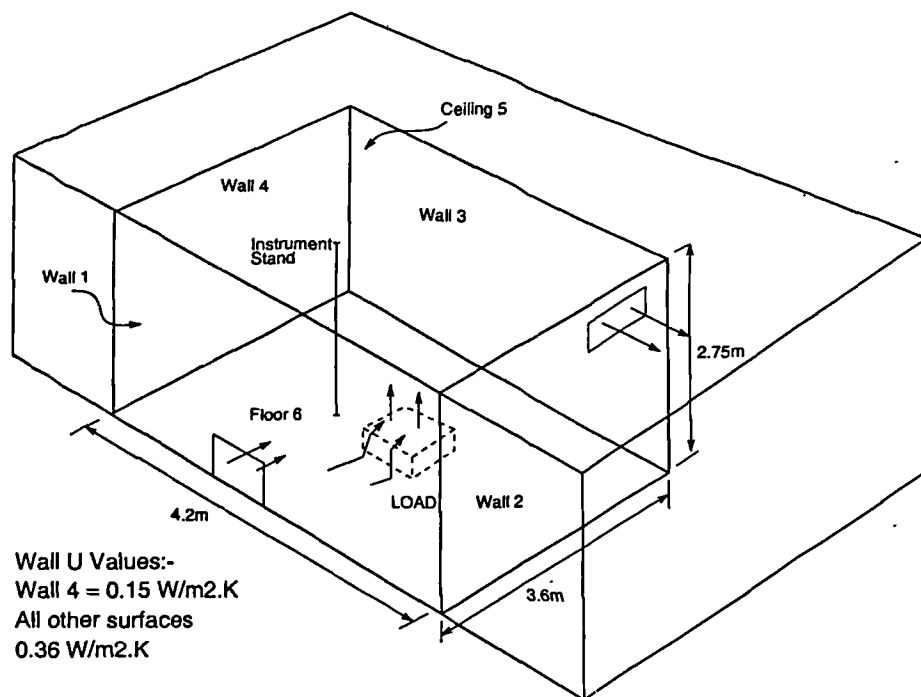 Ceiling 5
Wall 4
Wall 3
Instrument
Stand
Wall 1
2.75m
Floor 6
LOAD
Wall 2
4.2m
3.6m
Wall U Values:-
Wall 4 = 0.15 W/m2.K
All other surfaces
0.36 W/m2.K